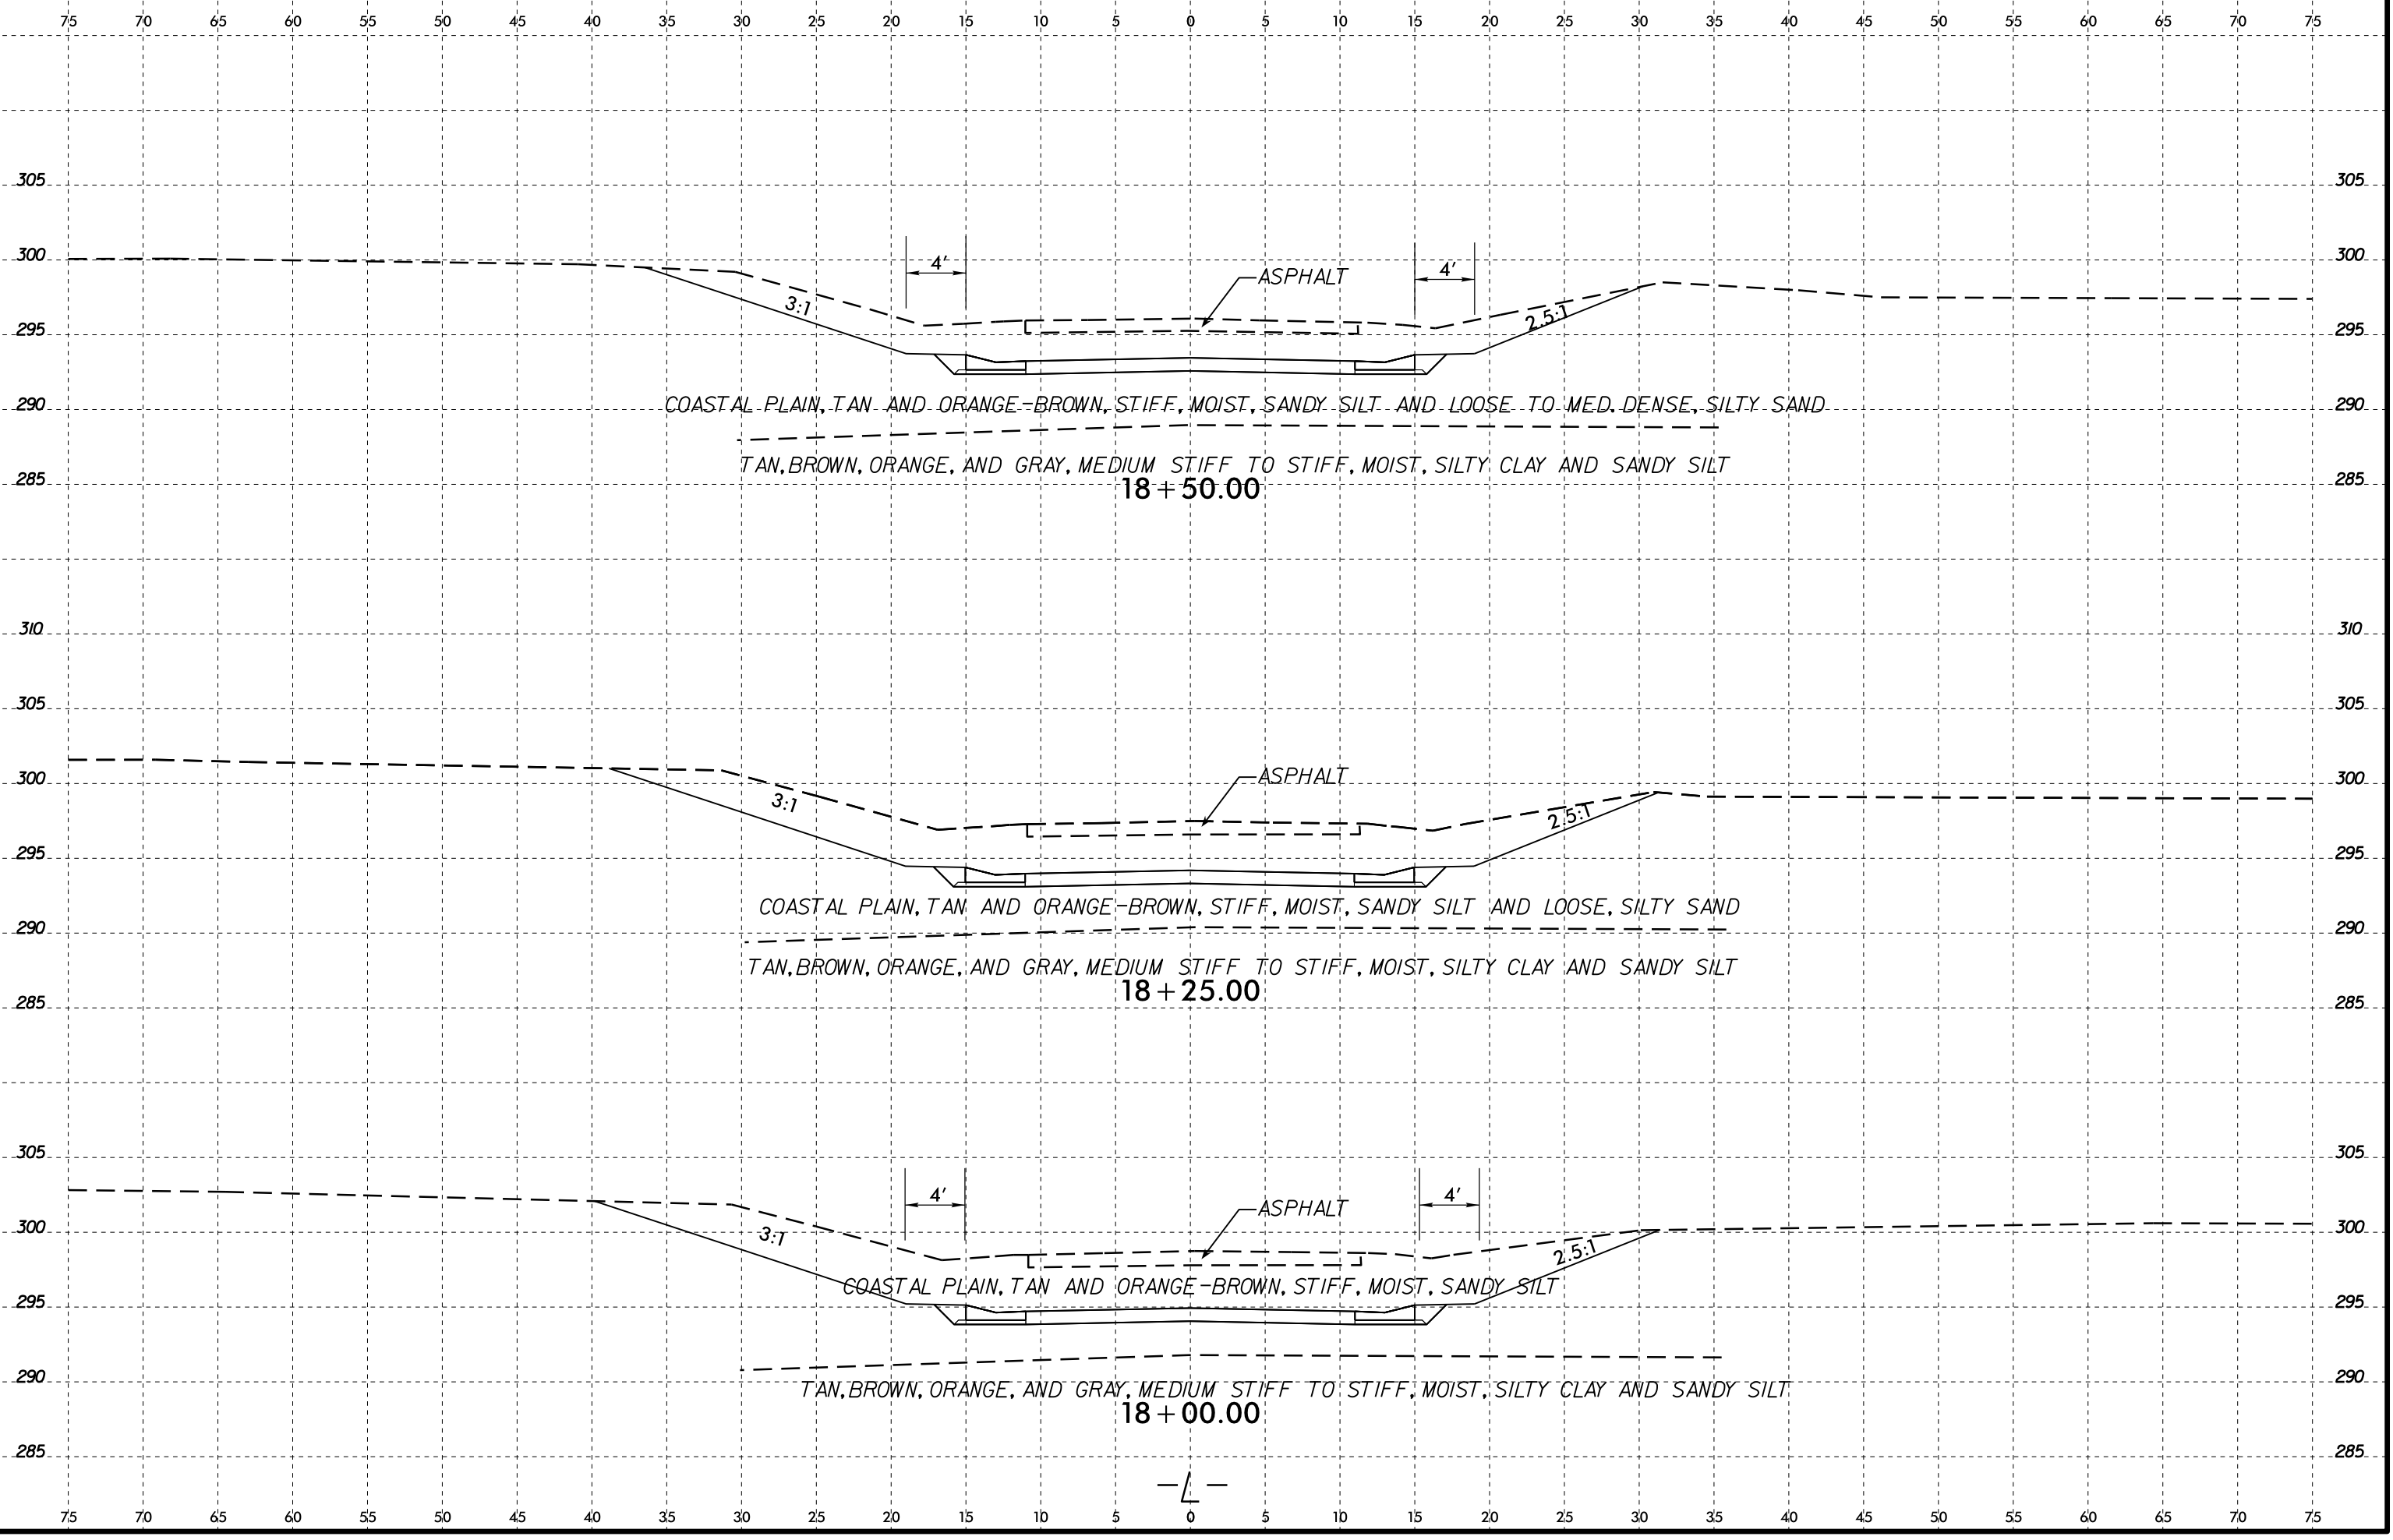 75 70 65 60 55 50 45 40 35 30 25 20 15 10 5 0 5 10 15 20 25 30 35 40 45 50 55 60 65 70 75
305 305
300 4' ASPHALT 4' 300
295 3:1 2.5:1 295
290 COASTAL PLAIN, TAN AND ORANGE-BROWN, STIFF, MOIST, SANDY SILT AND LOOSE TO MED. DENSE, SILTY SAND 290
TAN, BROWN, ORANGE, AND GRAY, MEDIUM STIFF TO STIFF, MOIST, SILTY CLAY AND SANDY SILT
285 18+50.00 285
310 310
305 305
300 ASPHALT 300
3:1 2.5:1
295 295
COASTAL PLAIN, TAN AND ORANGE-BROWN, STIFF, MOIST, SANDY SILT AND LOOSE, SILTY SAND
290 290
TAN, BROWN, ORANGE, AND GRAY, MEDIUM STIFF TO STIFF, MOIST, SILTY CLAY AND SANDY SILT
18+25.00
285 285
305 305
4' ASPHALT 4'
300 300
3:1 2.5:1
COASTAL PLAIN, TAN AND ORANGE-BROWN, STIFF, MOIST, SANDY SILT
295 295
290 290
TAN, BROWN, ORANGE, AND GRAY, MEDIUM STIFF TO STIFF, MOIST, SILTY CLAY AND SANDY SILT
18+00.00
285 285
-L-
75 70 65 60 55 50 45 40 35 30 25 20 15 10 5 0 5 10 15 20 25 30 35 40 45 50 55 60 65 70 75